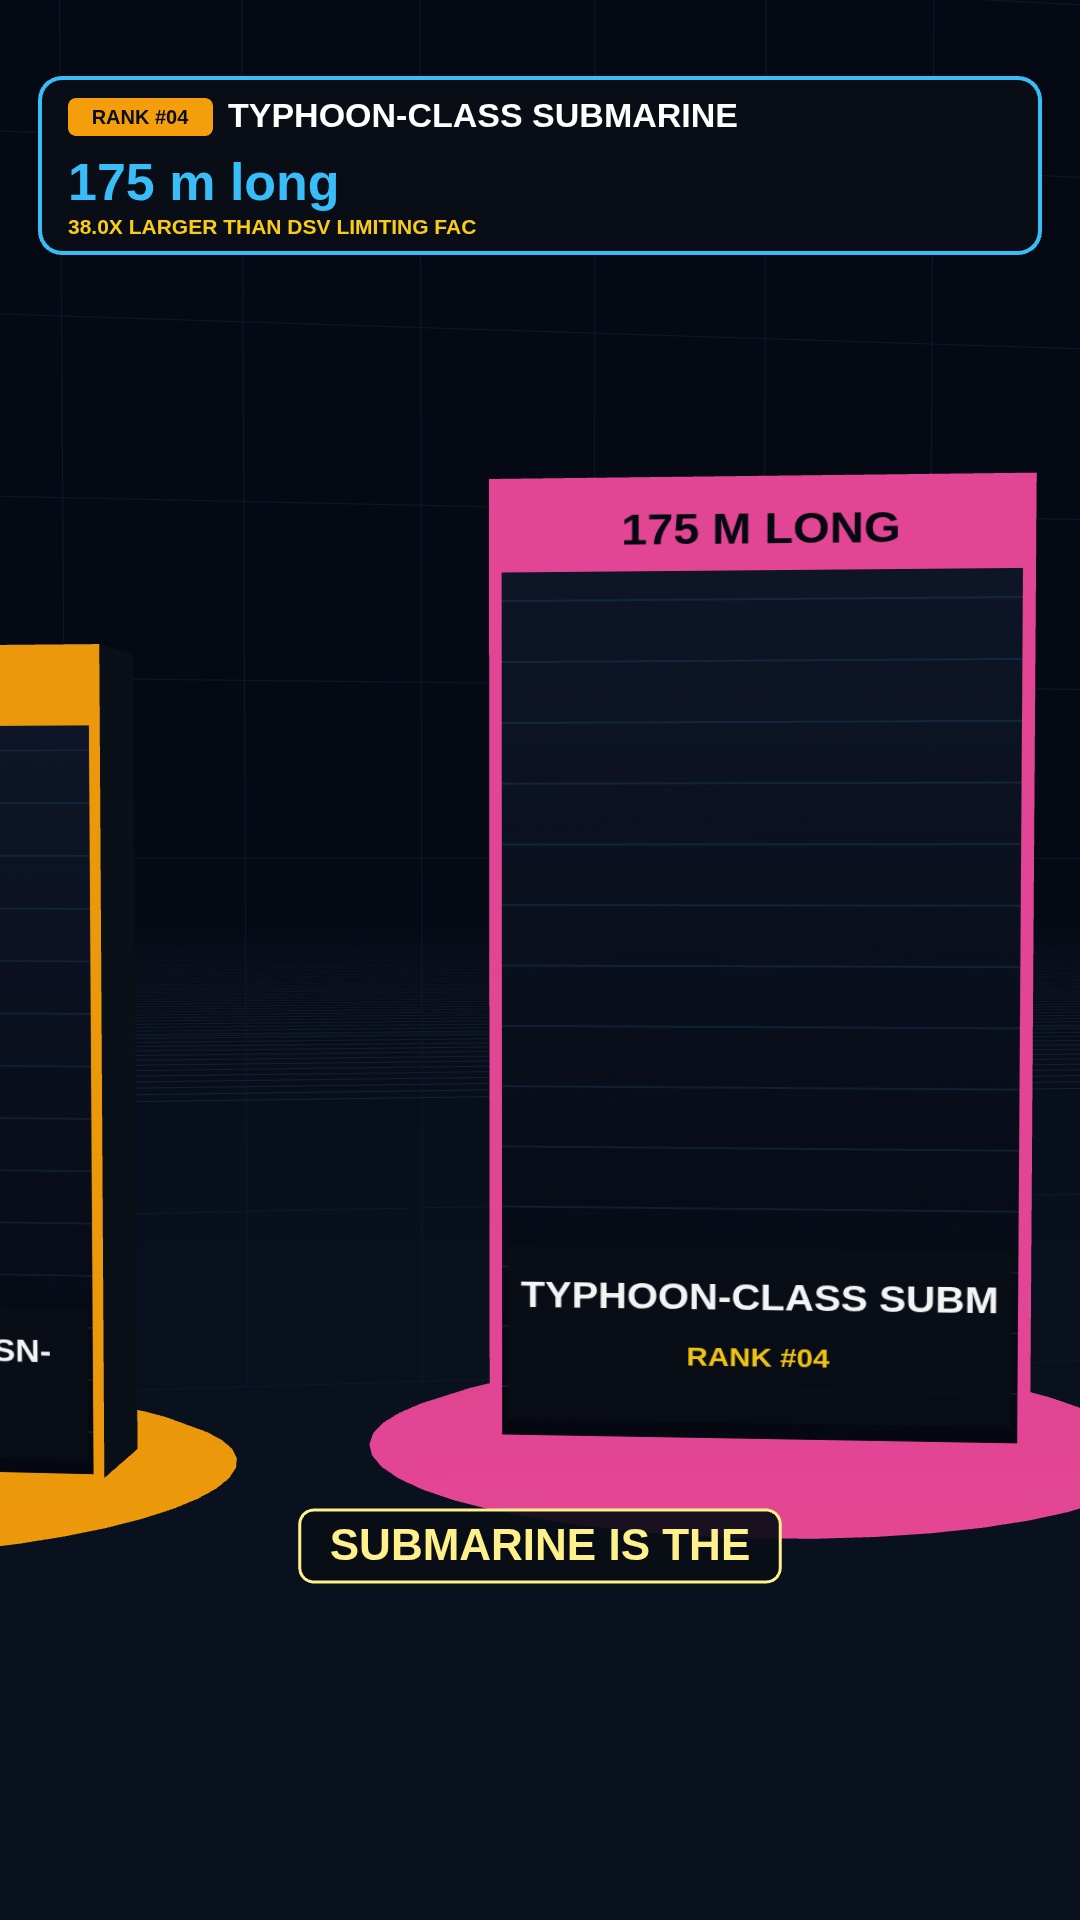 RANK #04 TYPHOON-CLASS SUBMARINE
175 m long
38.0X LARGER THAN DSV LIMITING FAC
175 M LONG
TYPHOON-CLASS SUBM
SN-
RANK #04
SUBMARINE IS THE